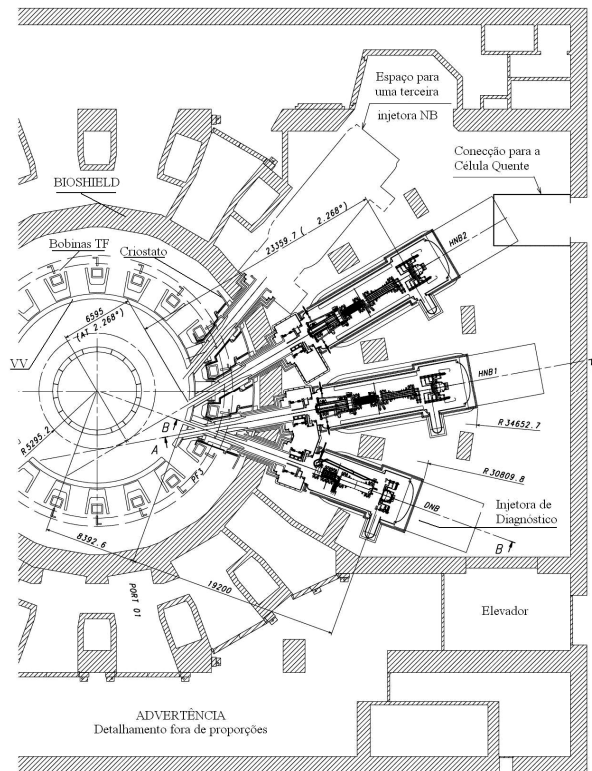 Espaço para
uma terceira
injetora NB
Conecção para a
Célula Quente
BIOSHIELD
Bobinas TF
Criostato
23359.7 ( 2.268°)
HNB2
6595
(AT 2.268°)
VV
HNB1
R5295.2
B
A
PF3
R 34652.7
R 30809.8
DNB
Injetora de
Diagnóstico
B
8392.6
19200
PORT 01
Elevador
ADVERTÊNCIA
Detalhamento fora de proporções